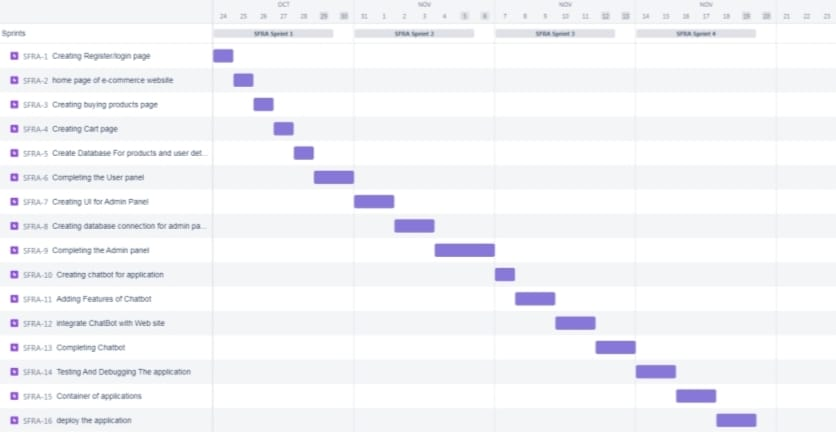 OCT NOV NOV NOV
24 25 26 27 28 29 30 31 1 2 3 4 5 6 7 8 9 10 11 12 13 14 15 16 17 18 19 20 21 22 23
Sprints SFRA Sprint 1 SFRA Sprint 2 SFRA Sprint 3 SFRA Sprint 4
SFRA-1 Creating Register/login page
SFRA-2 home page of e-commerce website
SFRA-3 Creating buying products page
SFRA-4 Creating Cart page
SFRA-5 Create Database For products and user det...
SFRA-6 Completing the User panel
SFRA-7 Creating UI for Admin Panel
SFRA-8 Creating database connection for admin pa...
SFRA-9 Completing the Admin panel
SFRA-10 Creating chatbot for application
SFRA-11 Adding Features of Chatbot
SFRA-12 integrate ChatBot with Web site
SFRA-13 Completing Chatbot
SFRA-14 Testing And Debugging The application
SFRA-15 Container of applications
SFRA-16 deploy the application